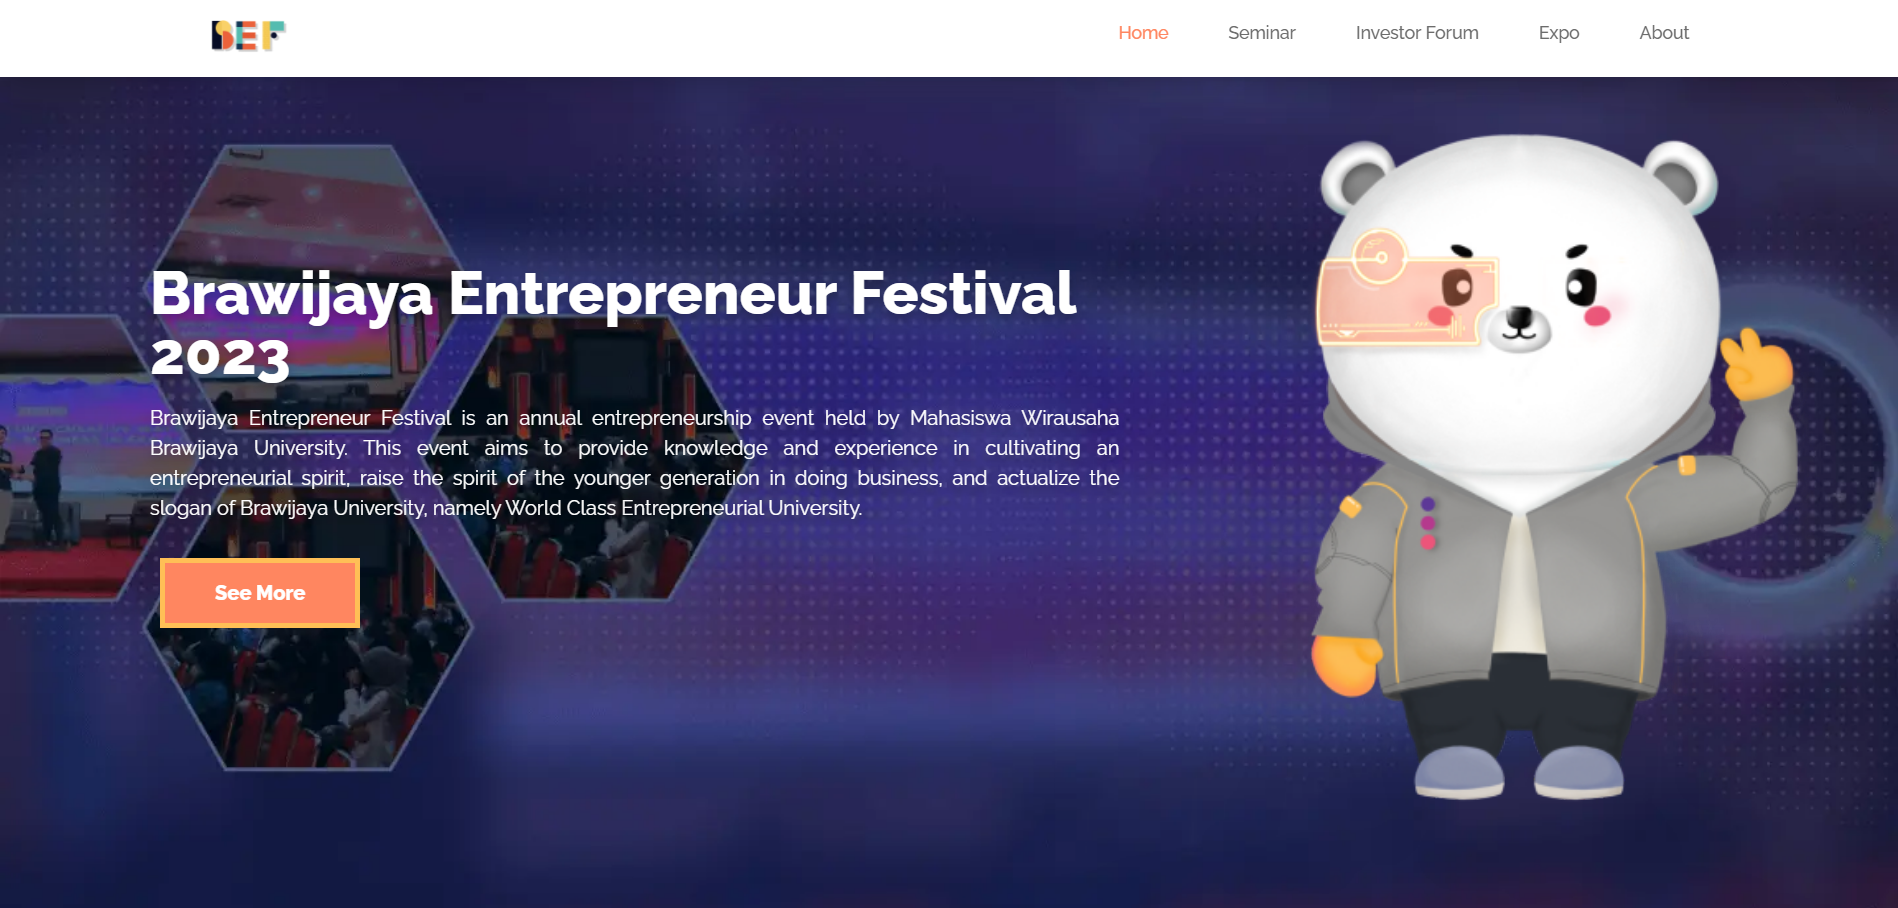 BEF
Home
Seminar
Investor Forum
Expo
About
Brawijaya Entrepreneur Festival
2023
Brawijaya Entrepreneur Festival is an annual entrepreneurship event held by Mahasiswa Wirausaha
Brawijaya University. This event aims to provide knowledge and experience in cultivating an
entrepreneurial spirit, raise the spirit of the younger generation in doing business, and actualize the
slogan of Brawijaya University, namely World Class Entrepreneurial University.
See More